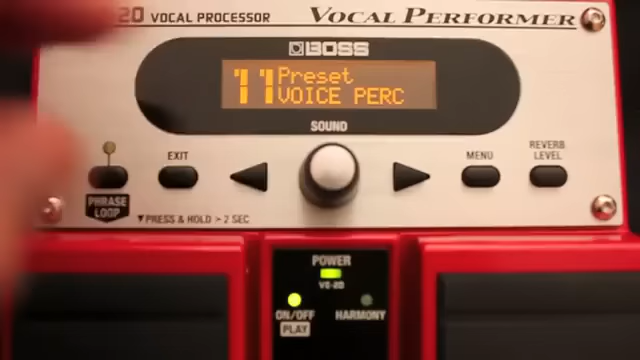 20 VOCAL PROCESSOR
VOCAL PERFORMER
BOSS
11 Preset
VOICE PERC
SOUND
EXIT
MENU
REVERB
LEVEL
PHRASE
LOOP
▼PRESS & HOLD > 2 SEC
POWER
VE-20
ON/OFF
HARMONY
PLAY